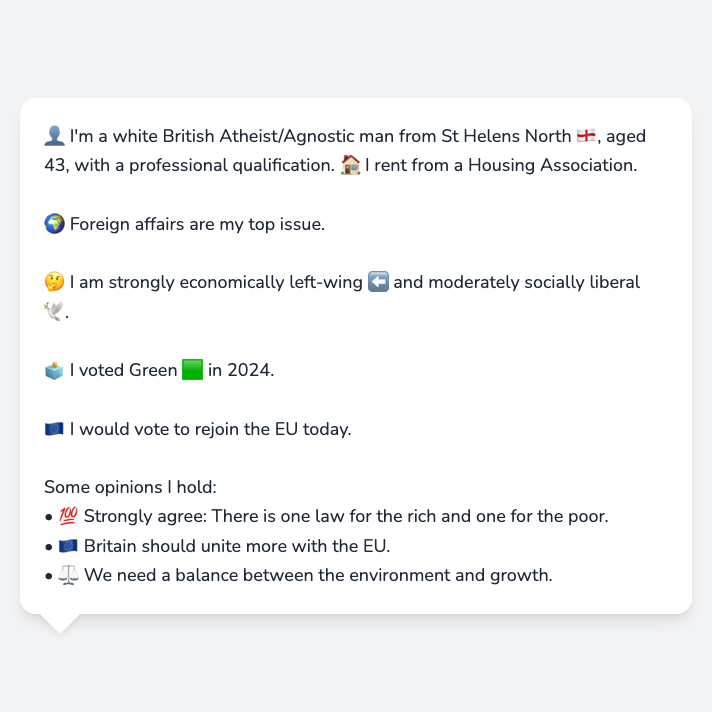 👤 I'm a white British Atheist/Agnostic man from St Helens North 🏴󠁧󠁢󠁥󠁮󠁧󠁿, aged
43, with a professional qualification. 🏠 I rent from a Housing Association.
🌍 Foreign affairs are my top issue.
🤔 I am strongly economically left-wing ⬅️ and moderately socially liberal
🕊️.
🗳️ I voted Green 🟩 in 2024.
🇪🇺 I would vote to rejoin the EU today.
Some opinions I hold:
• 💯 Strongly agree: There is one law for the rich and one for the poor.
• 🇪🇺 Britain should unite more with the EU.
• ⚖️ We need a balance between the environment and growth.